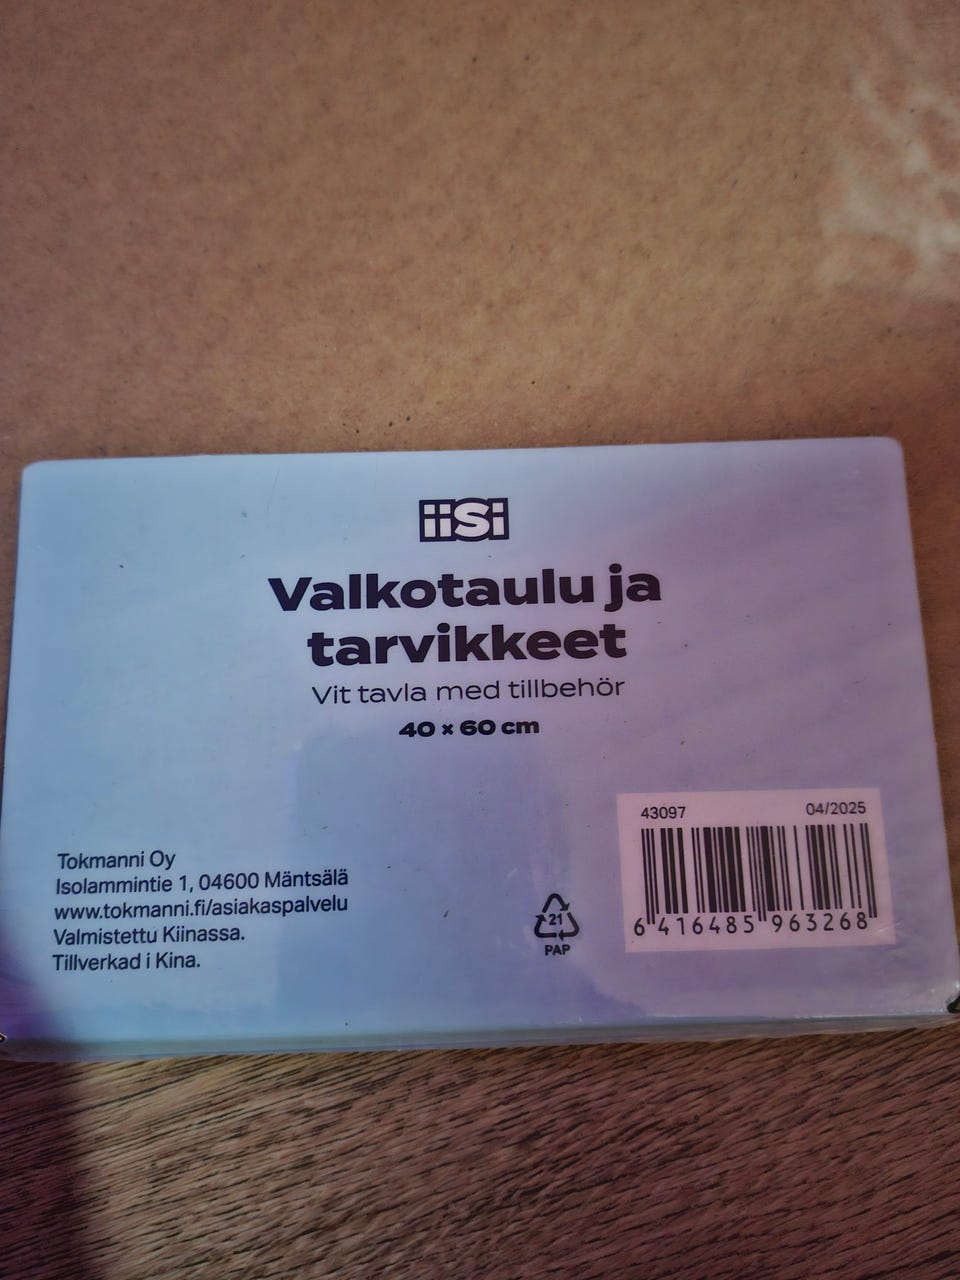 iiSi
Valkotaulu ja
tarvikkeet
Vit tavla med tillbehör
40 × 60 cm
43097 04/2025
6 416485 963268
Tokmanni Oy
Isolammintie 1, 04600 Mäntsälä
www.tokmanni.fi/asiakaspalvelu
Valmistettu Kiinassa.
Tillverkad i Kina.
21
PAP